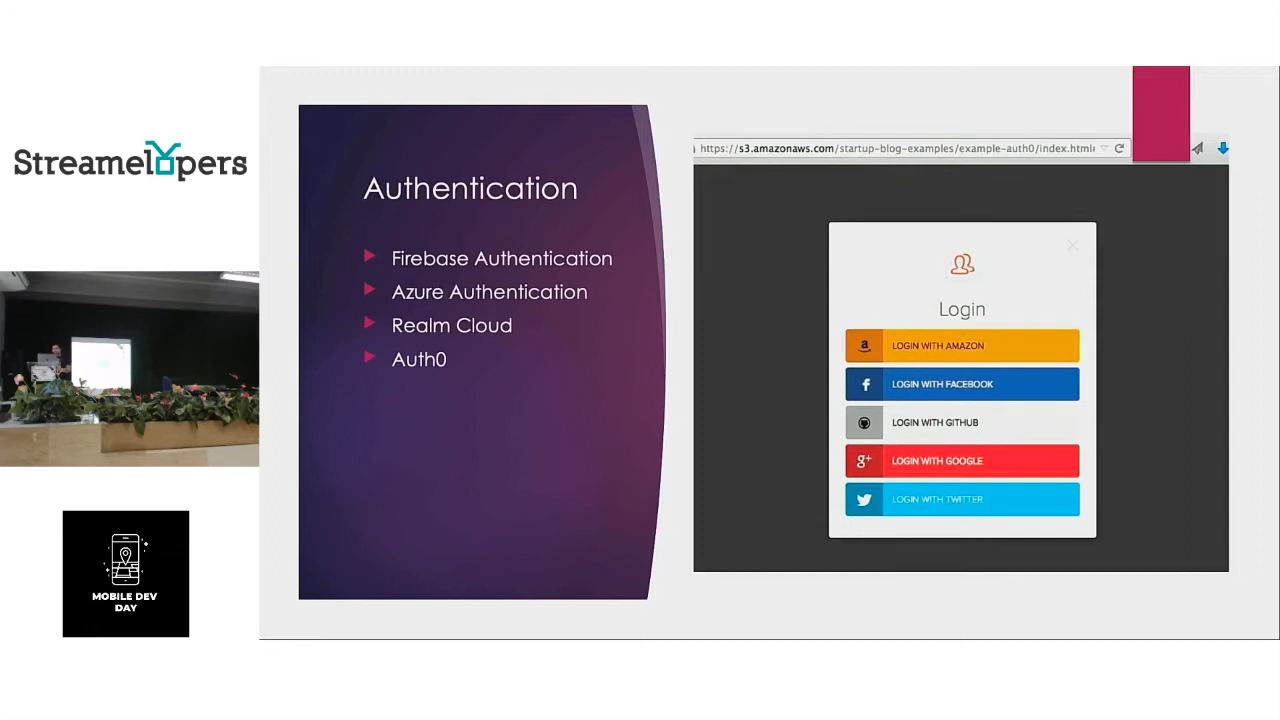 Streamelopers
MOBILE DEV
DAY
Authentication
Firebase Authentication
Azure Authentication
Realm Cloud
Auth0
https://s3.amazonaws.com/startup-blog-examples/example-auth0/index.html
Login
a LOGIN WITH AMAZON
f LOGIN WITH FACEBOOK
LOGIN WITH GITHUB
g+ LOGIN WITH GOOGLE
LOGIN WITH TWITTER